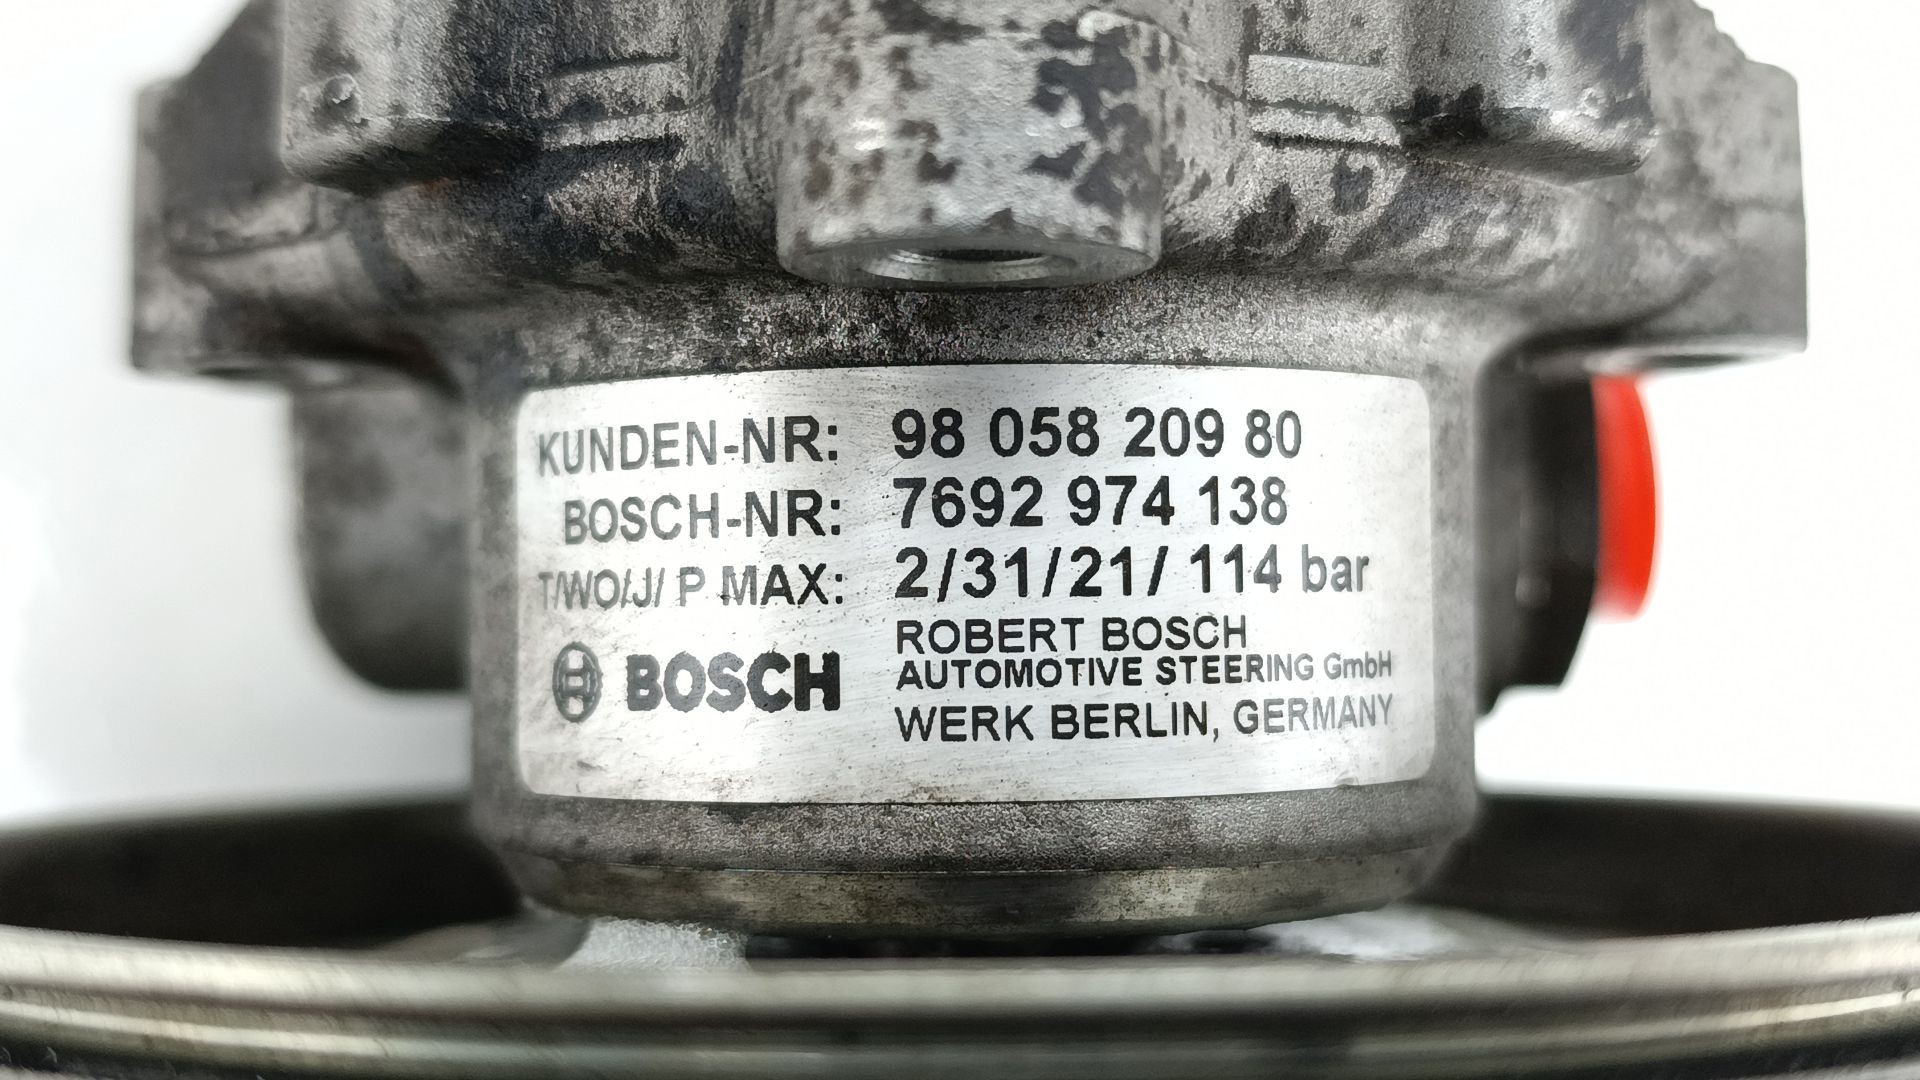 KUNDEN-NR: 98 058 209 80
BOSCH-NR: 7692 974 138
T/WO/J/ P MAX: 2/31/21/ 114 bar
BOSCH
ROBERT BOSCH
AUTOMOTIVE STEERING GmbH
WERK BERLIN, GERMANY